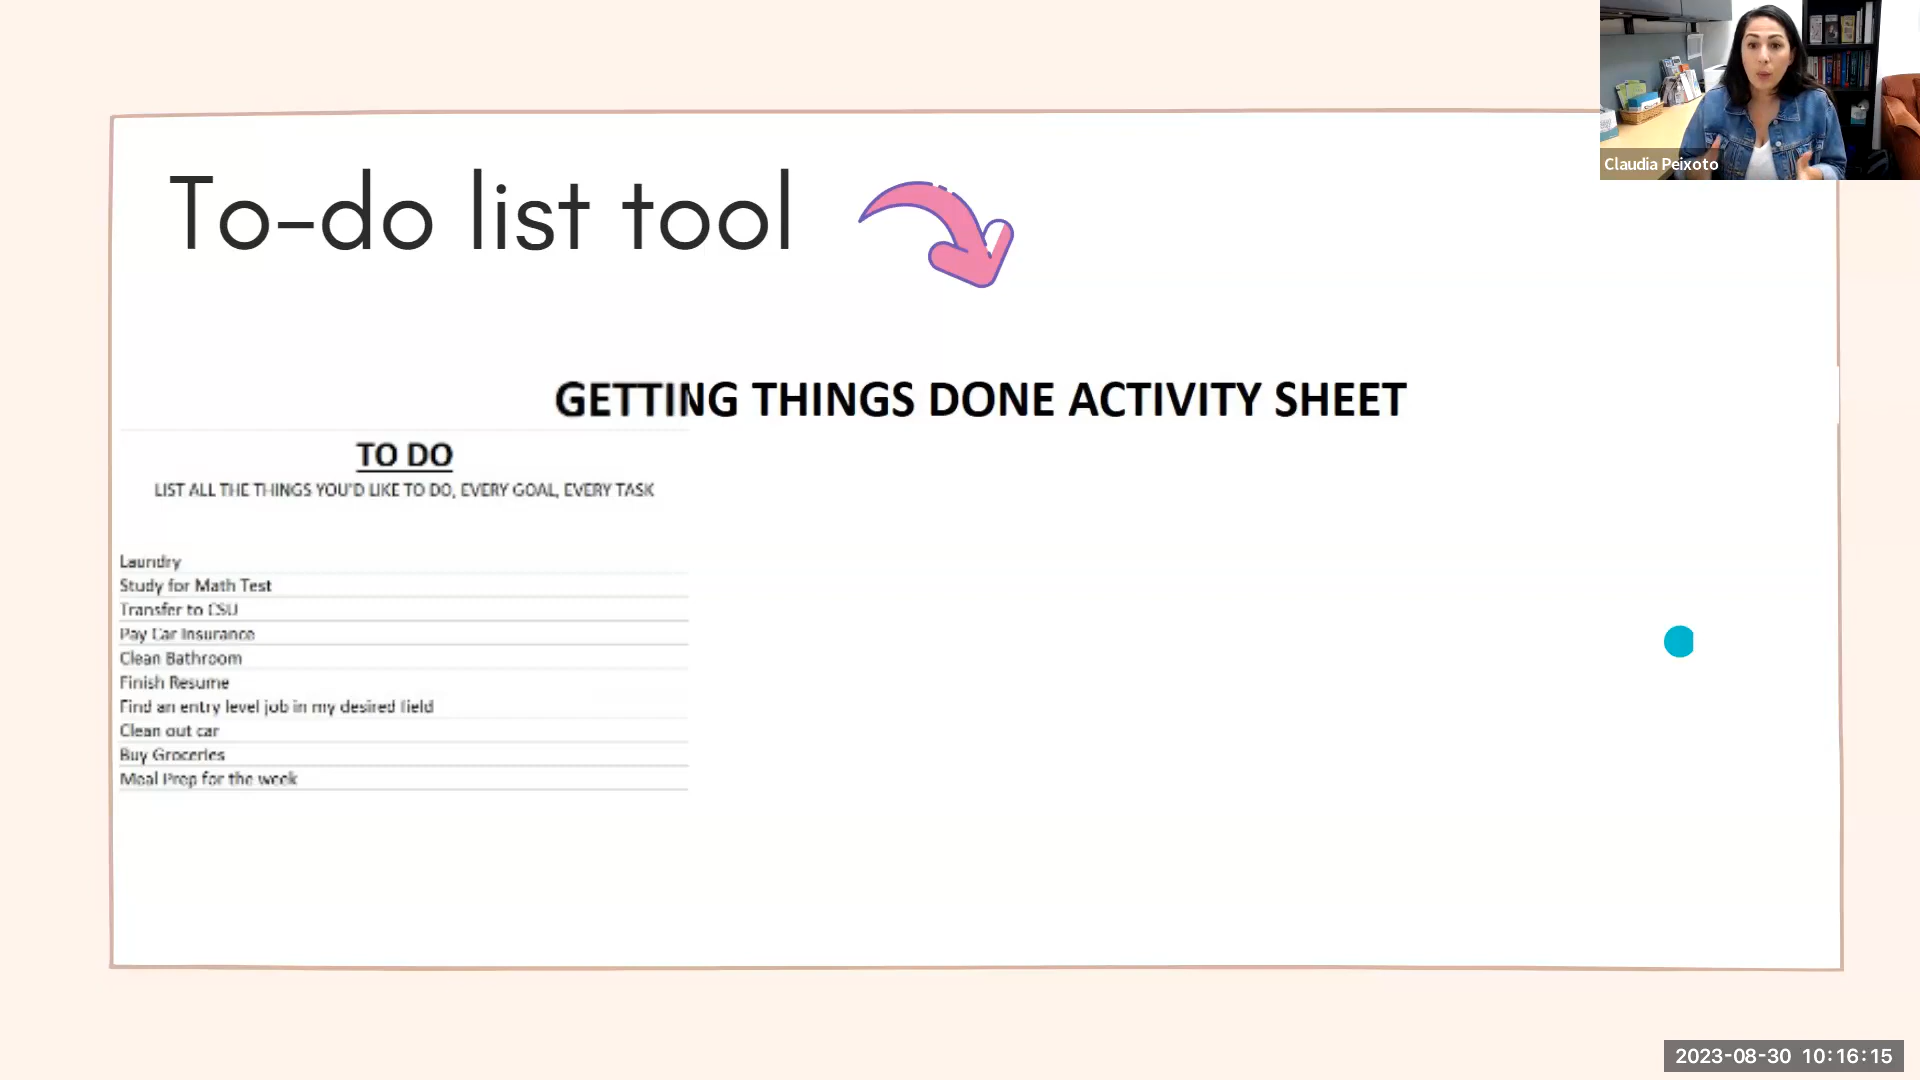 Claudia Peixoto
To-do list tool
GETTING THINGS DONE ACTIVITY SHEET
TO DO
LIST ALL THE THINGS YOU'D LIKE TO DO, EVERY GOAL, EVERY TASK
Laundry
Study for Math Test
Transfer to CSU
Pay Car Insurance
Clean Bathroom
Finish Resume
Find an entry level job in my desired field
Clean out car
Buy Groceries
Meal Prep for the week
2023-08-30 10:16:15